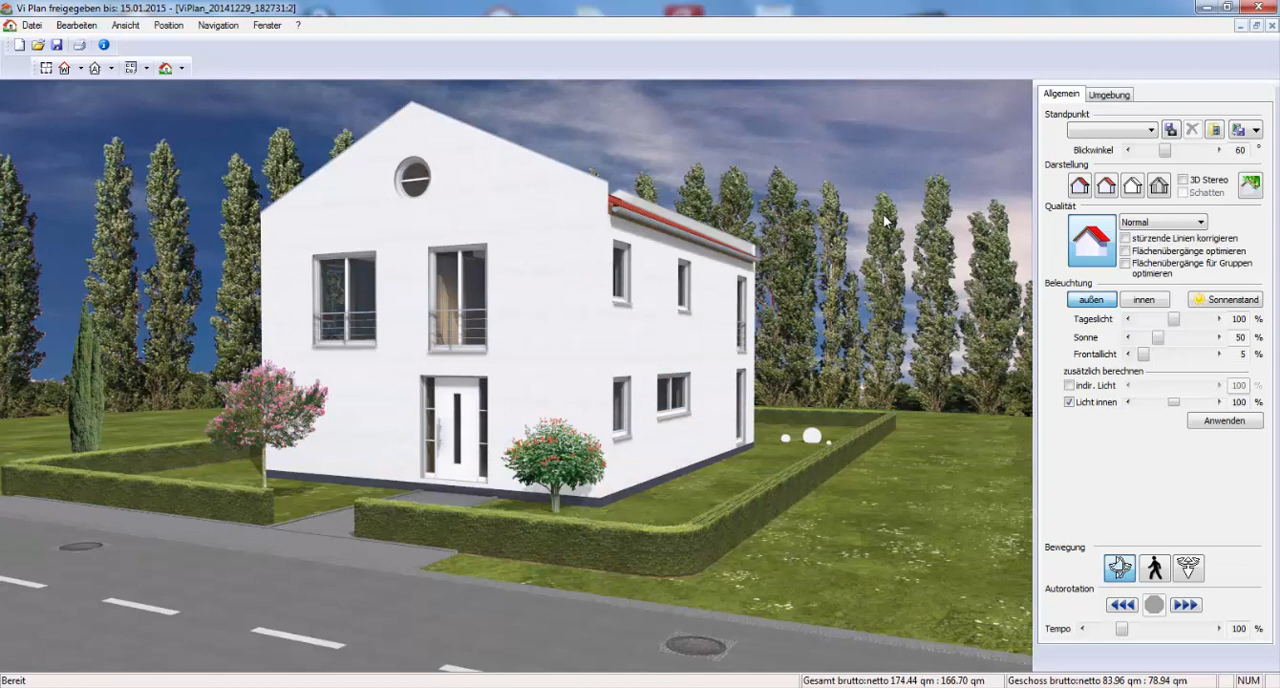 Vi Plan freigegeben bis: 15.01.2015 - [ViPlan_20141229_182731:2]
Datei Bearbeiten Ansicht Position Navigation Fenster ?
Allgemein Umgebung
Standpunkt
Blickwinkel 60 °
Darstellung
3D Stereo
Schatten
Qualität
Normal
stürzende Linien korrigieren
Flächenübergänge optimieren
Flächenübergänge für Gruppen
optimieren
Beleuchtung
außen innen Sonnenstand
Tageslicht 100 %
Sonne 50 %
Frontallicht 5 %
zusätzlich berechnen
indir. Licht 100 %
Licht innen 100 %
Anwenden
Bewegung
Autorotation
Tempo 100 %
Bereit Gesamt brutto:netto 174.44 qm : 166.70 qm Geschoss brutto:netto 83.96 qm : 78.94 qm NUM